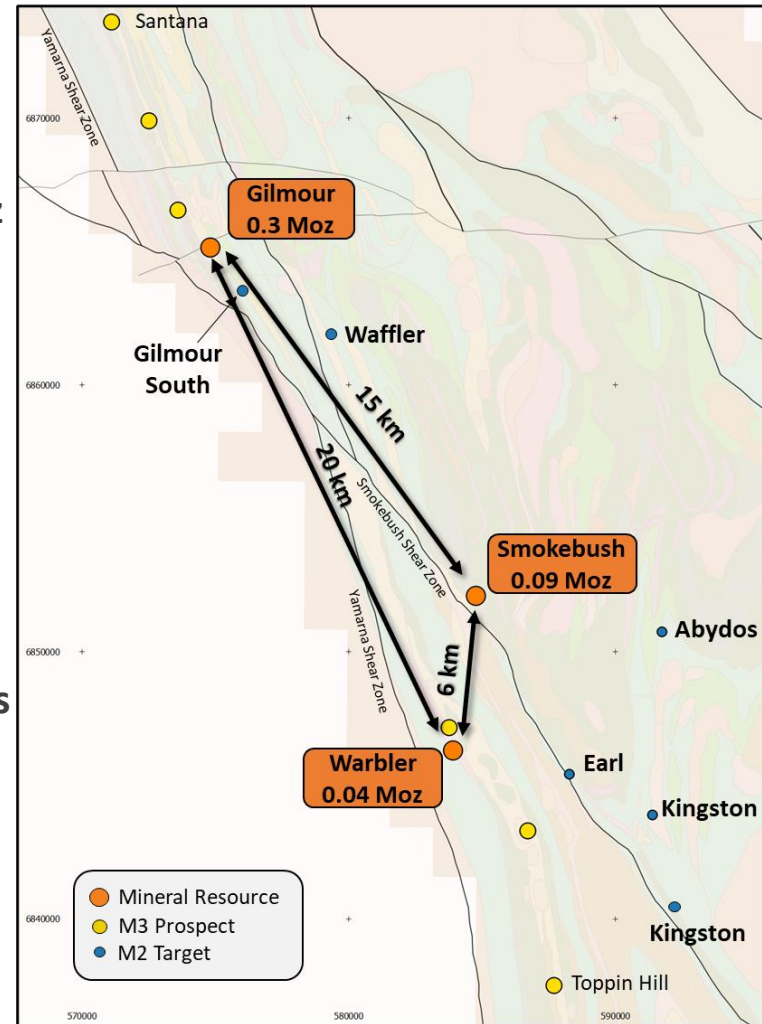 Santana
Yamarna Shear Zone
6870000
Gilmour
0.3 Moz
Waffler
Gilmour
South
6860000
15 km
20 km
Smokebush Shear Zone
Smokebush
0.09 Moz
Yamarna Shear Zone
Abydos
6850000
6 km
s
Warbler
0.04 Moz
Earl
Kingston
Mineral Resource
M3 Prospect
M2 Target
6840000
Kingston
Toppin Hill
570000
580000
590000